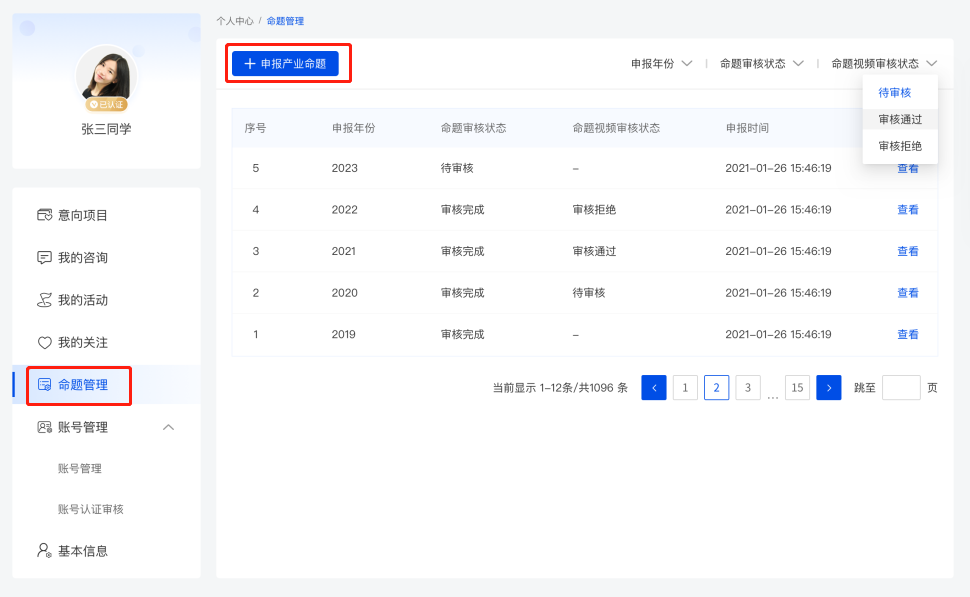 个人中心 / 命题管理
已认证
张三同学
意向项目
我的咨询
我的活动
我的关注
命题管理
账号管理
账号管理
账号认证审核
基本信息
+ 申报产业命题
申报年份 | 命题审核状态 | 命题视频审核状态
待审核
审核通过
审核拒绝
序号 申报年份 命题审核状态 命题视频审核状态 申报时间
5 2023 待审核 – 2021-01-26 15:46:19 查看
4 2022 审核完成 审核拒绝 2021-01-26 15:46:19 查看
3 2021 审核完成 审核通过 2021-01-26 15:46:19 查看
2 2020 审核完成 待审核 2021-01-26 15:46:19 查看
1 2019 审核完成 – 2021-01-26 15:46:19 查看
当前显示 1-12条/共1096 条 < 1 2 3 ... 15 > 跳至 页